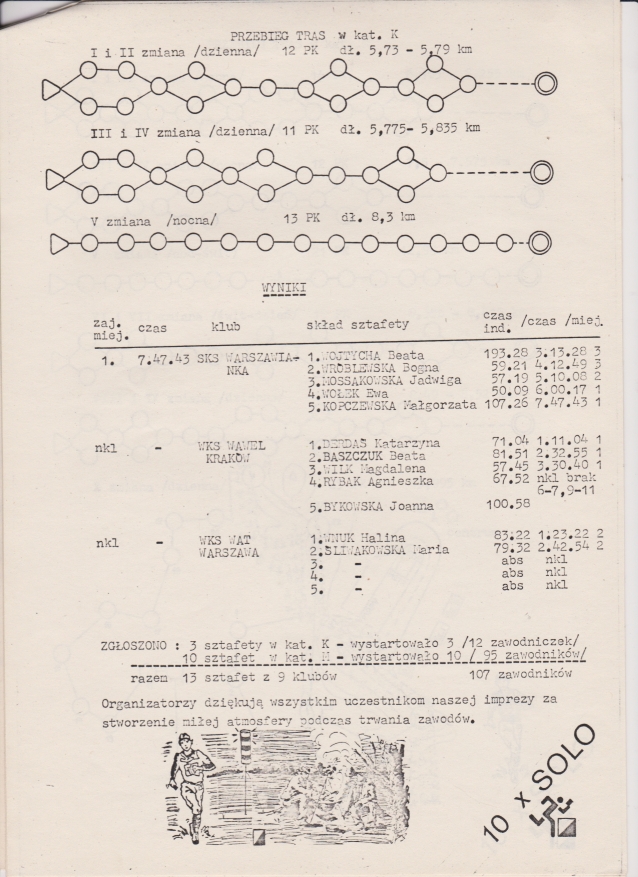 PRZEBIEG TRAS w kat. K
I i II zmiana /dzienna/ 12 PK dł. 5,73 - 5,79 km
III i IV zmiana /dzienna/ 11 PK dł. 5,775- 5,835 km
V zmiana /nocna/ 13 PK dł. 8,3 km
WYNIKI
zaj. miej. czas klub skład sztafety czas ind. /czas /miej.
1. 7.47.43 SKS WARSZAWIA- 1.WOJTYCHA Beata 193.28 3.13.28 3
NKA 2.WRÓBLEWSKA Bogna 59.21 4.12.49 3
3.MOSSAKOWSKA Jadwiga 57.19 5.10.08 2
4.WOŁEK Ewa 50.09 6.00.17 1
5.KOPCZEWSKA Małgorzata 107.26 7.47.43 1
nkl - WKS WAWEL 1.DERDAŚ Katarzyna 71.04 1.11.04 1
KRAKÓW 2.BASZCZUK Beata 81.51 2.32.55 1
3.WILK Magdalena 57.45 3.30.40 1
4.RYBAK Agnieszka 67.52 nkl brak
6-7,9-11
5.BYKOWSKA Joanna 100.58
nkl - WKS WAT 1.WNUK Halina 83.22 1.23.22 2
WARSZAWA 2.ŚLIWAKOWSKA Maria 79.32 2.42.54 2
3. - abs nkl
4. - abs nkl
5. - abs nkl
ZGŁOSZONO : 3 sztafety w kat. K - wystartowało 3 /12 zawodniczek/
10 sztafet w kat. M - wystartowało 10 / 95 zawodników/
razem 13 sztafet z 9 klubów 107 zawodników
Organizatorzy dziękują wszystkim uczestnikom naszej imprezy za
stworzenie miłej atmosfery podczas trwania zawodów.
10 x SOLO